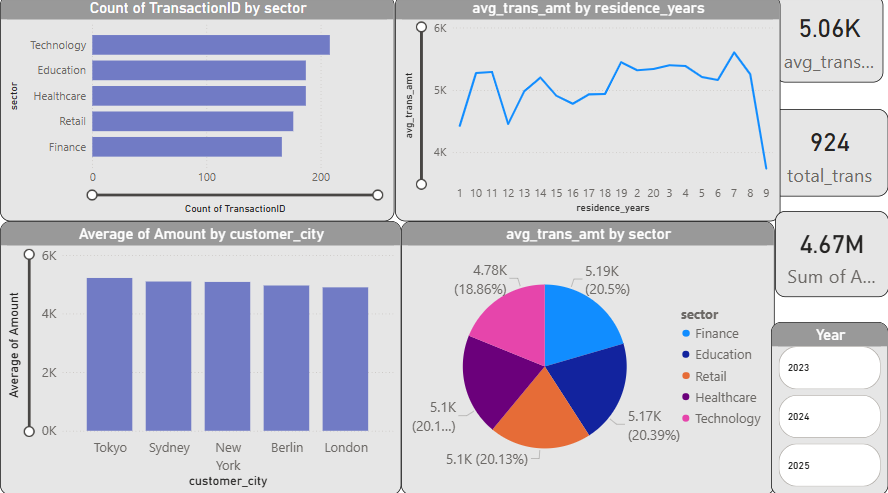 Count of TransactionID by sector
sector
Technology
Education
Healthcare
Retail
Finance
0 100 200
Count of TransactionID
avg_trans_amt by residence_years
avg_trans_amt
6K
5K
4K
1 10 11 12 13 14 15 16 17 18 19 2 20 3 4 5 6 7 8 9
residence_years
5.06K
avg_trans...
924
total_trans
4.67M
Sum of A...
Average of Amount by customer_city
Average of Amount
6K
4K
2K
0K
Tokyo Sydney New Berlin London
York
customer_city
avg_trans_amt by sector
4.78K
(18.86%)
5.19K
(20.5%)
5.1K
(20.1...)
5.17K
(20.39%)
5.1K (20.13%)
sector
Finance
Education
Retail
Healthcare
Technology
Year
2023
2024
2025